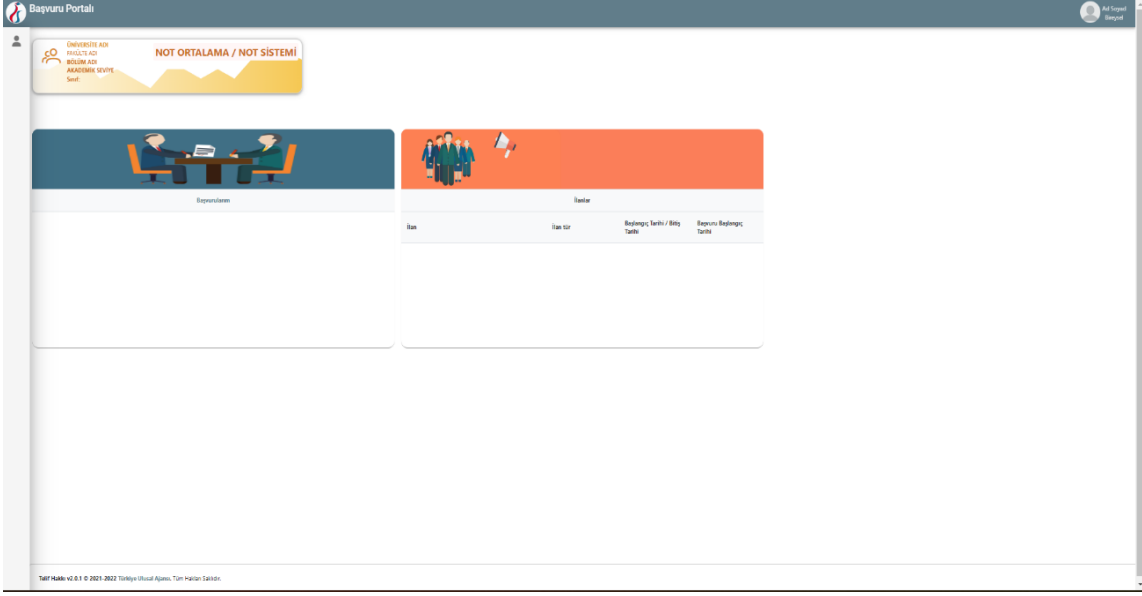 Başvuru Portalı
Ad Soyad
Bireysel
ÜNİVERSİTE ADI
FAKÜLTE ADI
BÖLÜM ADI
AKADEMİK SEVİYE
Sınıf:
NOT ORTALAMA / NOT SİSTEMİ
Başvurularım
İlanlar
İlan
İlan tür
Başlangıç Tarihi / Bitiş
Tarihi
Başvuru Başlangıç
Tarihi
Telif Hakkı v2.0.1 © 2021-2022 Türkiye Ulusal Ajansı. Tüm Hakları Saklıdır.